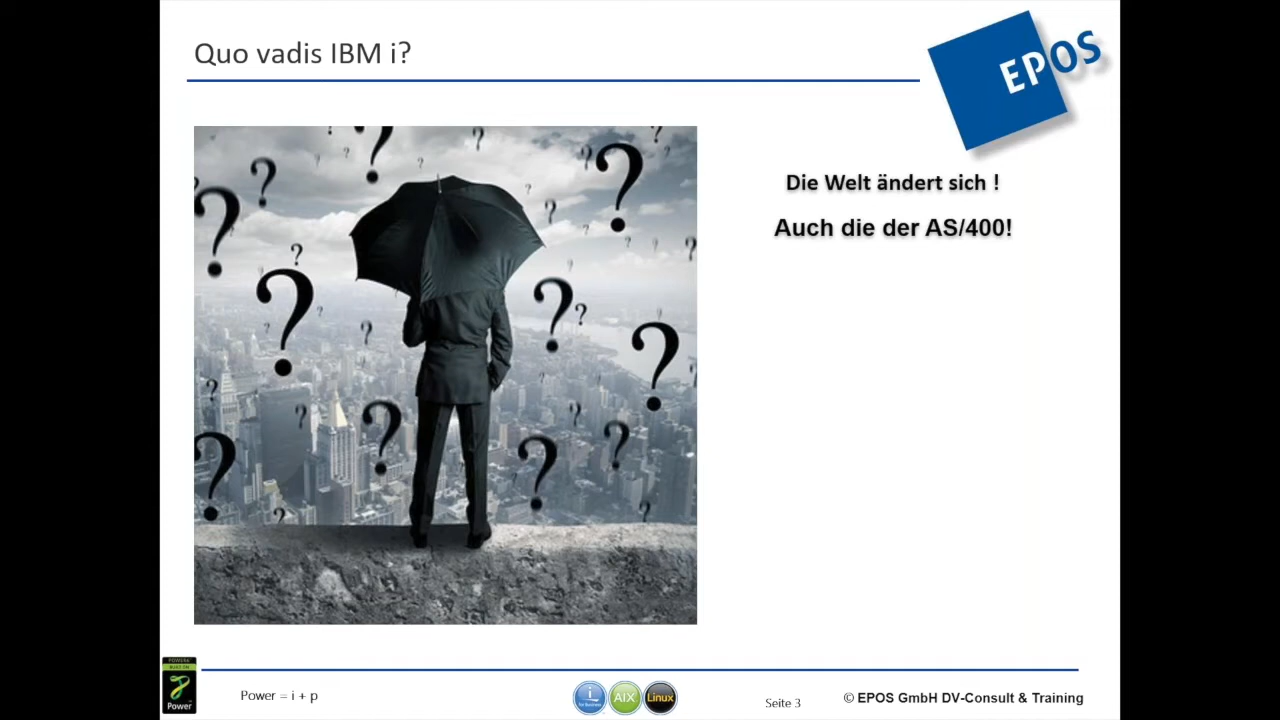 Quo vadis IBM i?
EPOS
Die Welt ändert sich !
Auch die der AS/400!
Power
Power = i + p
i
for Business
AIX
Linux
Seite 3
© EPOS GmbH DV-Consult & Training